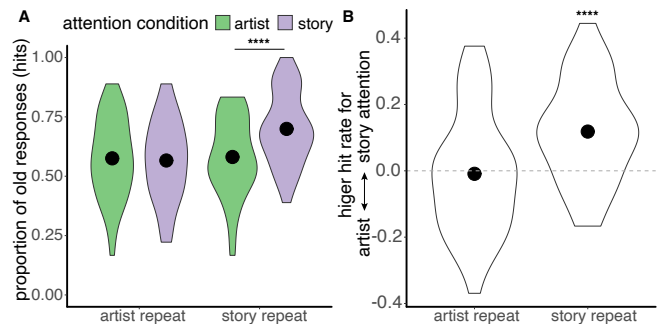 A
attention condition artist story
proportion of old responses (hits)
1.00
0.75
0.50
0.25
0.00
****
artist repeat story repeat
B
higer hit rate for
artist ⟷ story attention
0.4
0.2
0.0
-0.2
-0.4
****
artist repeat story repeat